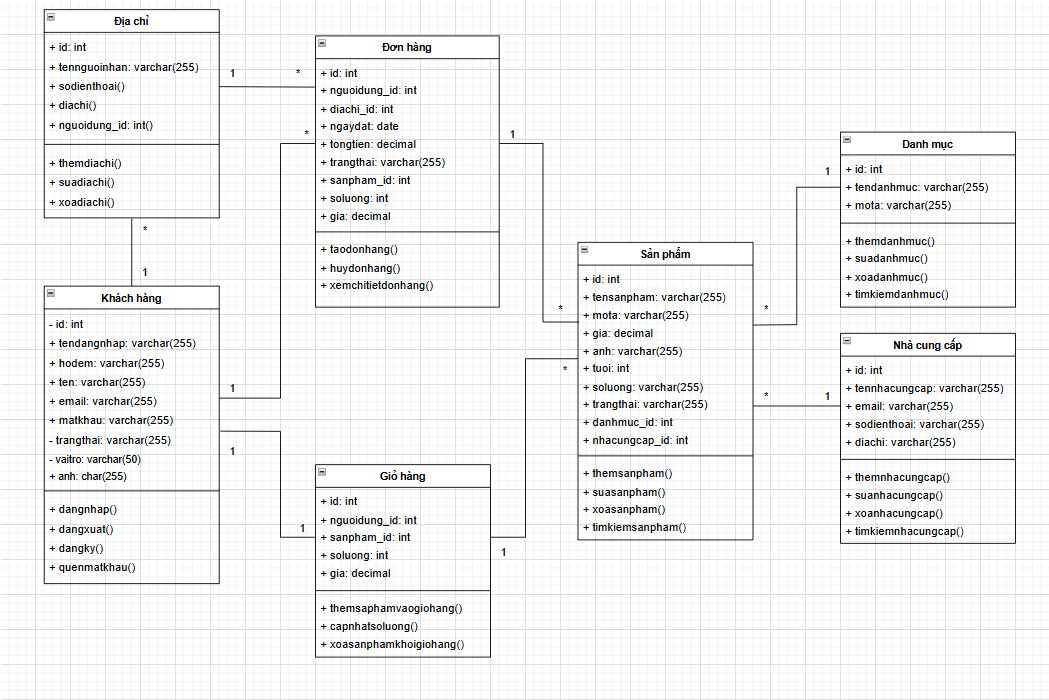 Địa chỉ
+ id: int
+ tennguoinhan: varchar(255)
+ sodienthoai()
+ diachi()
+ nguoidung_id: int()
+ themdiachi()
+ suadiachi()
+ xoadiachi()
1
*
Đơn hàng
+ id: int
+ nguoidung_id: int
+ diachi_id: int
+ ngaydat: date
+ tongtien: decimal
+ trangthai: varchar(255)
+ sanpham_id: int
+ soluong: int
+ gia: decimal
+ taodonhang()
+ huydonhang()
+ xemchitietdonhang()
*
1
*
1
Khách hàng
- id: int
+ tendangnhap: varchar(255)
+ hodem: varchar(255)
+ ten: varchar(255)
+ email: varchar(255)
+ matkhau: varchar(255)
- trangthai: varchar(255)
- vaitro: varchar(50)
+ anh: char(255)
+ dangnhap()
+ dangxuat()
+ dangky()
+ quenmatkhau()
1
1
1
Giỏ hàng
+ id: int
+ nguoidung_id: int
+ sanpham_id: int
+ soluong: int
+ gia: decimal
+ themsaphamvaogiohang()
+ capnhatsoluong()
+ xoasanphamkhoigiohang()
1
*
*
Sản phẩm
+ id: int
+ tensanpham: varchar(255)
+ mota: varchar(255)
+ gia: decimal
+ anh: varchar(255)
+ tuoi: int
+ soluong: varchar(255)
+ trangthai: varchar(255)
+ danhmuc_id: int
+ nhacungcap_id: int
+ themsanpham()
+ suasanpham()
+ xoasanpham()
+ timkiemsanpham()
*
1
Danh mục
+ id: int
+ tendanhmuc: varchar(255)
+ mota: varchar(255)
+ themdanhmuc()
+ suadanhmuc()
+ xoadanhmuc()
+ timkiemdanhmuc()
*
1
Nhà cung cấp
+ id: int
+ tennhacungcap: varchar(255)
+ email: varchar(255)
+ sodienthoai: varchar(255)
+ diachi: varchar(255)
+ themnhacungcap()
+ suanhacungcap()
+ xoanhacungcap()
+ timkiemnhacungcap()